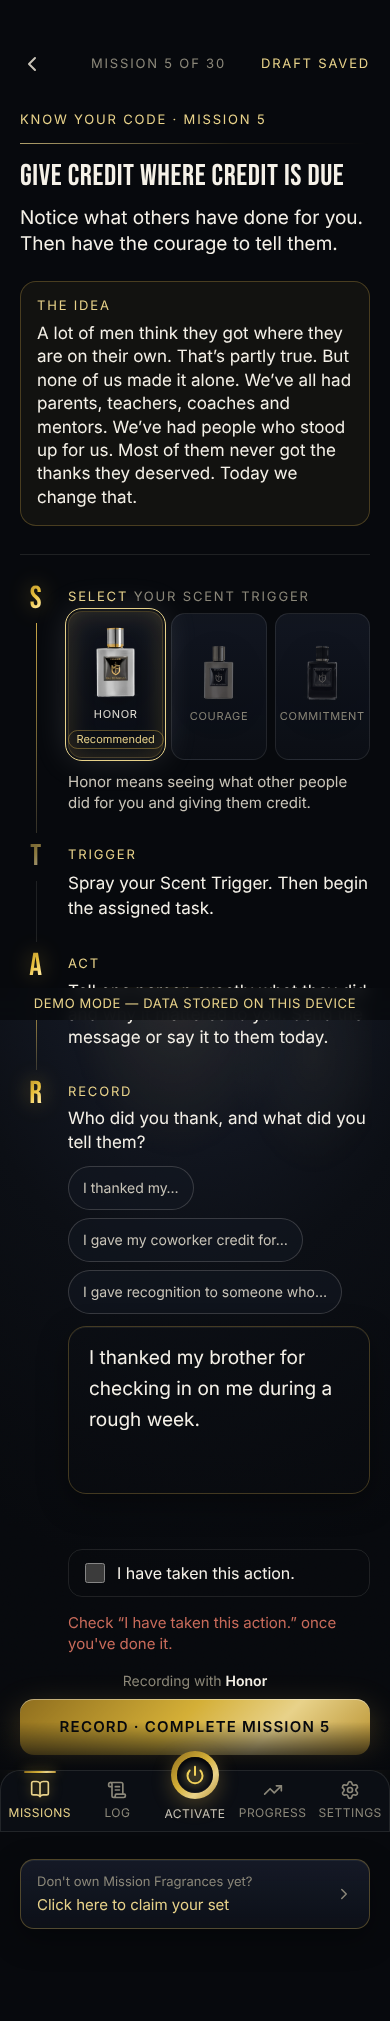 MISSION 5 OF 30
DRAFT SAVED
KNOW YOUR CODE · MISSION 5
GIVE CREDIT WHERE CREDIT IS DUE
Notice what others have done for you.
Then have the courage to tell them.
THE IDEA
A lot of men think they got where they
are on their own. That's partly true. But
none of us made it alone. We've all had
parents, teachers, coaches and
mentors. We've had people who stood
up for us. Most of them never got the
thanks they deserved. Today we
change that.
S
SELECT YOUR SCENT TRIGGER
HONOR
Recommended
COURAGE
COMMITMENT
Honor means seeing what other people
did for you and giving them credit.
T
TRIGGER
Spray your Scent Trigger. Then begin
the assigned task.
A
ACT
DEMO MODE — DATA STORED ON THIS DEVICE
message or say it to them today.
R
RECORD
Who did you thank, and what did you
tell them?
I thanked my...
I gave my coworker credit for...
I gave recognition to someone who...
I thanked my brother for
checking in on me during a
rough week.
I have taken this action.
Check “I have taken this action.” once
you've done it.
Recording with Honor
RECORD · COMPLETE MISSION 5
MISSIONS
LOG
ACTIVATE
PROGRESS
SETTINGS
Don't own Mission Fragrances yet?
Click here to claim your set